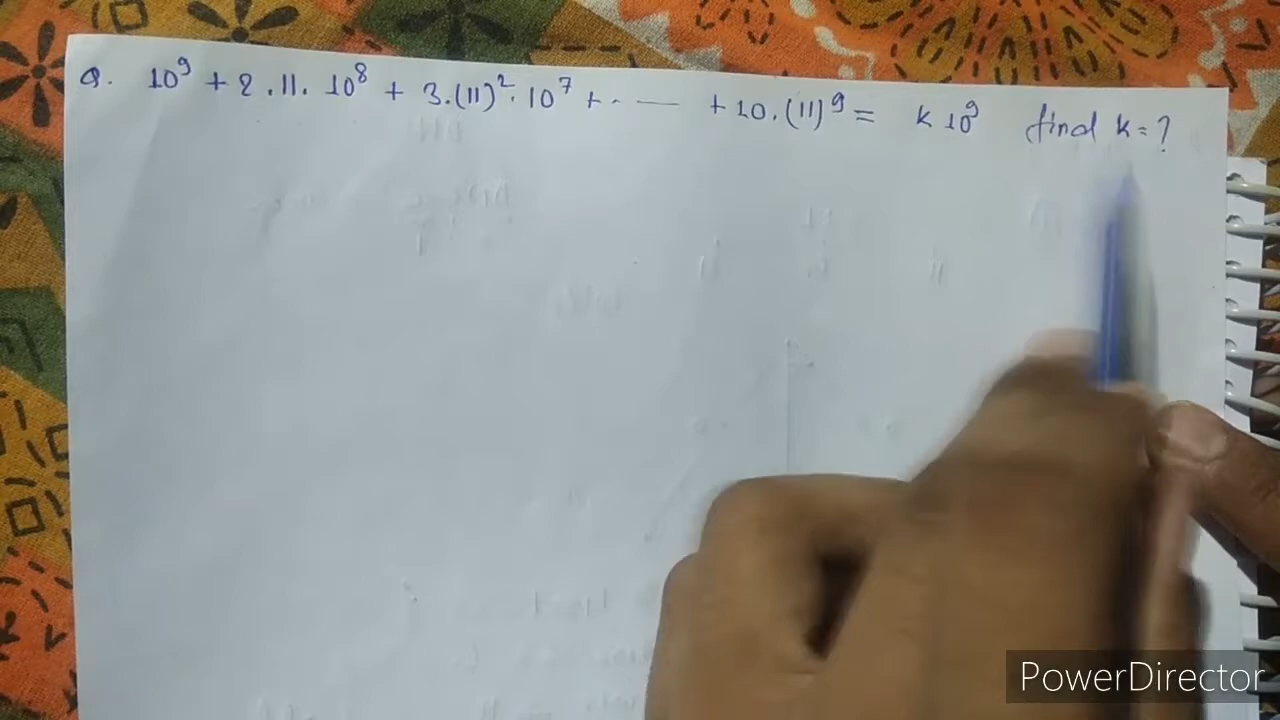 Q. 10⁹ + 2.11.10⁸ + 3.(11)².10⁷ +.. — + 10.(11)⁹ = k 10⁹ find k = ?
PowerDirector